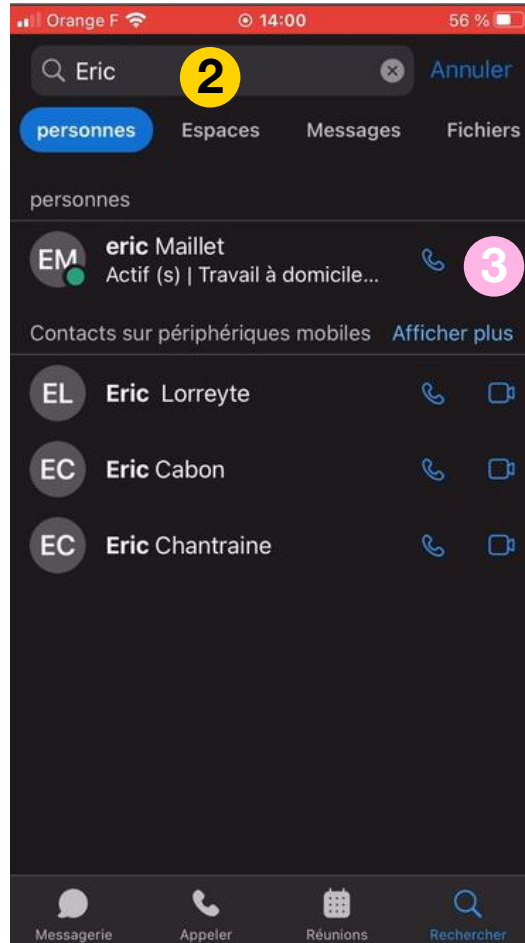 Orange F 14:00 56 %
Eric 2 Annuler
personnes Espaces Messages Fichiers
personnes
EM eric Maillet
Actif (s) | Travail à domicile...
3
Contacts sur périphériques mobiles Afficher plus
EL Eric Lorreyte
EC Eric Cabon
EC Eric Chantraine
Messagerie Appeler Réunions Rechercher